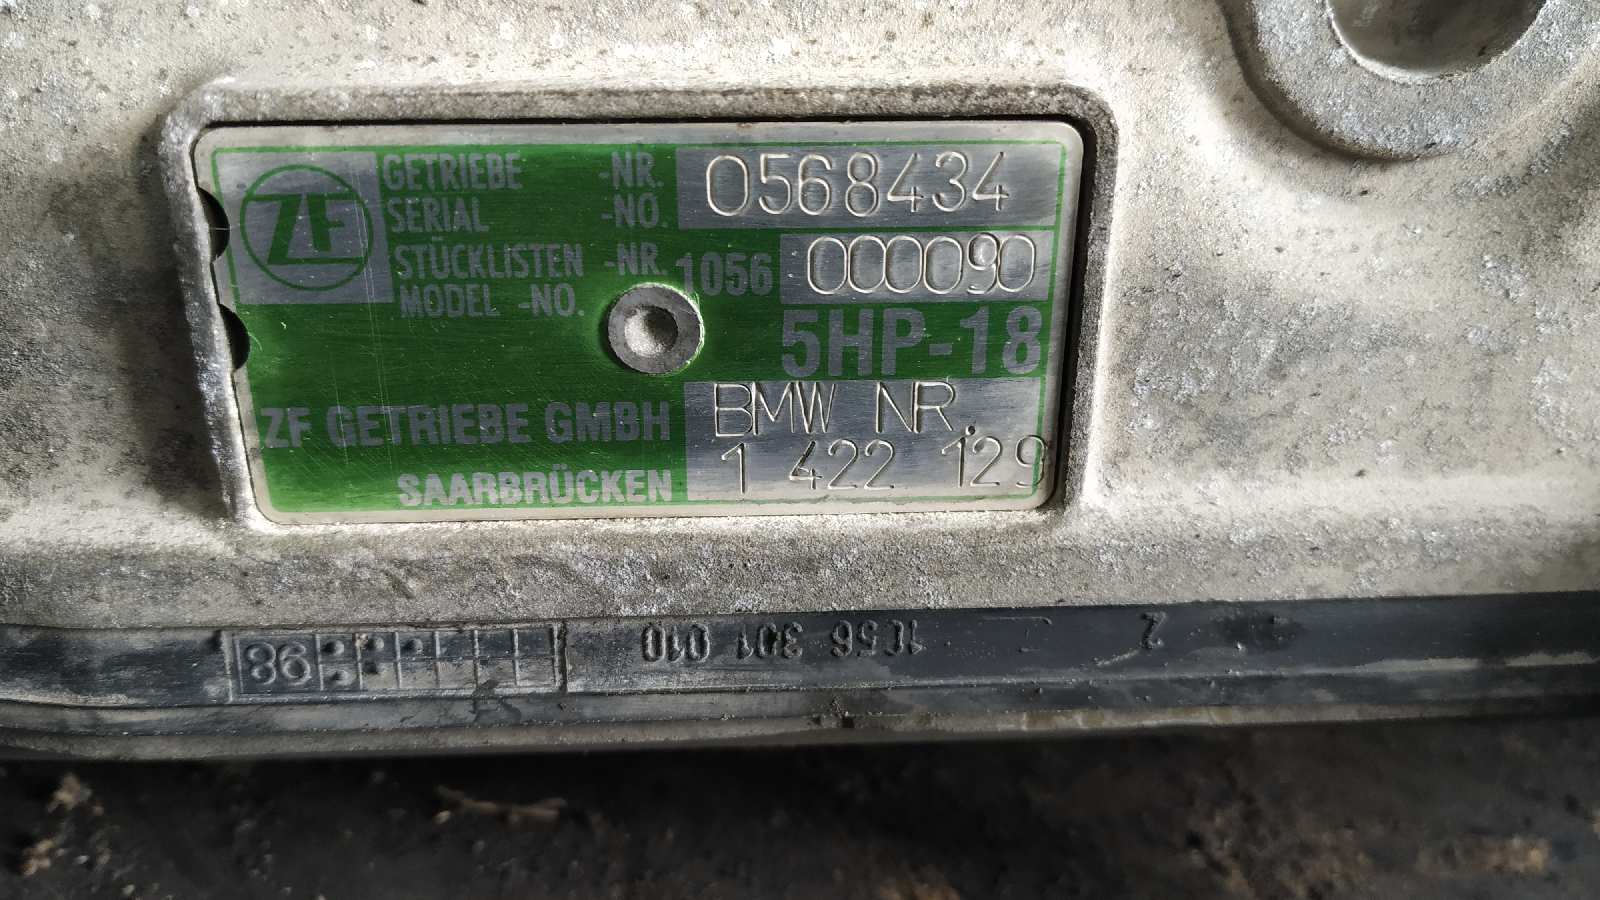 ZF
GETRIEBE -NR. 0568434
SERIAL -NO.
STÜCKLISTEN -NR. 1056 000090
MODEL -NO.
5HP-18
BMW NR.
ZF GETRIEBE GMBH
1 422 129
SAARBRÜCKEN
98
1056 301 010
2